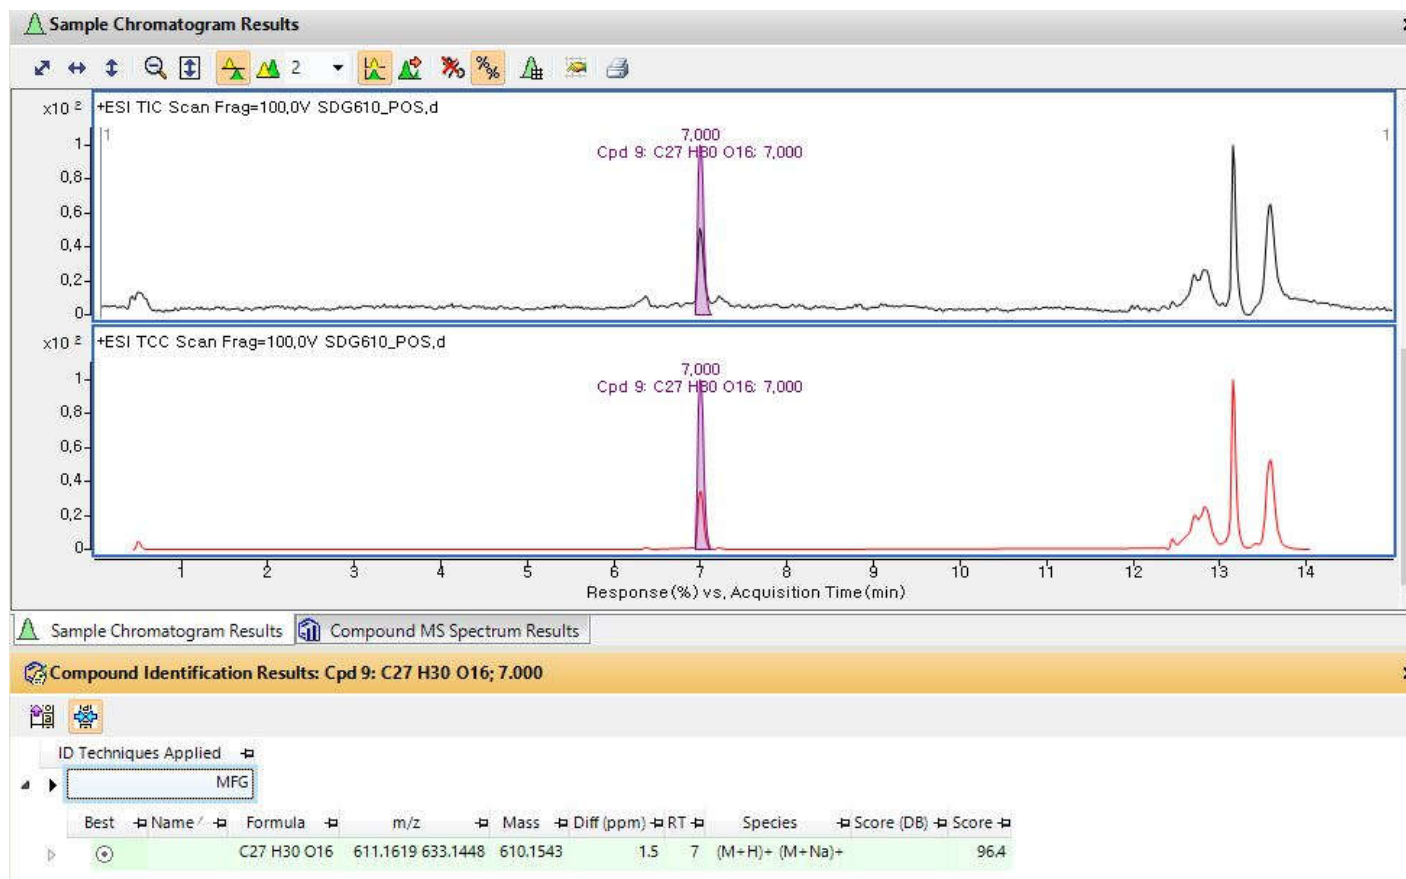 Sample Chromatogram Results
2
x10 2
+ESI TIC Scan Frag=100,0V SDG610_POS,d
1
1
7,000
Cpd 9: C27 H30 O16; 7,000
1
0,8
0,6
0,4
0,2
0
x10 2
+ESI TCC Scan Frag=100,0V SDG610_POS,d
1
7,000
Cpd 9: C27 H30 O16; 7,000
0,8
0,6
0,4
0,2
0
1 2 3 4 5 6 7 8 9 10 11 12 13 14
Response(%) vs, Acquisition Time(min)
Sample Chromatogram Results Compound MS Spectrum Results
Compound Identification Results: Cpd 9: C27 H30 O16; 7.000
ID Techniques Applied
MFG
Best Name Formula m/z Mass Diff (ppm) RT Species Score (DB) Score
C27 H30 O16 611.1619 633.1448 610.1543 1.5 7 (M+H)+ (M+Na)+ 96.4